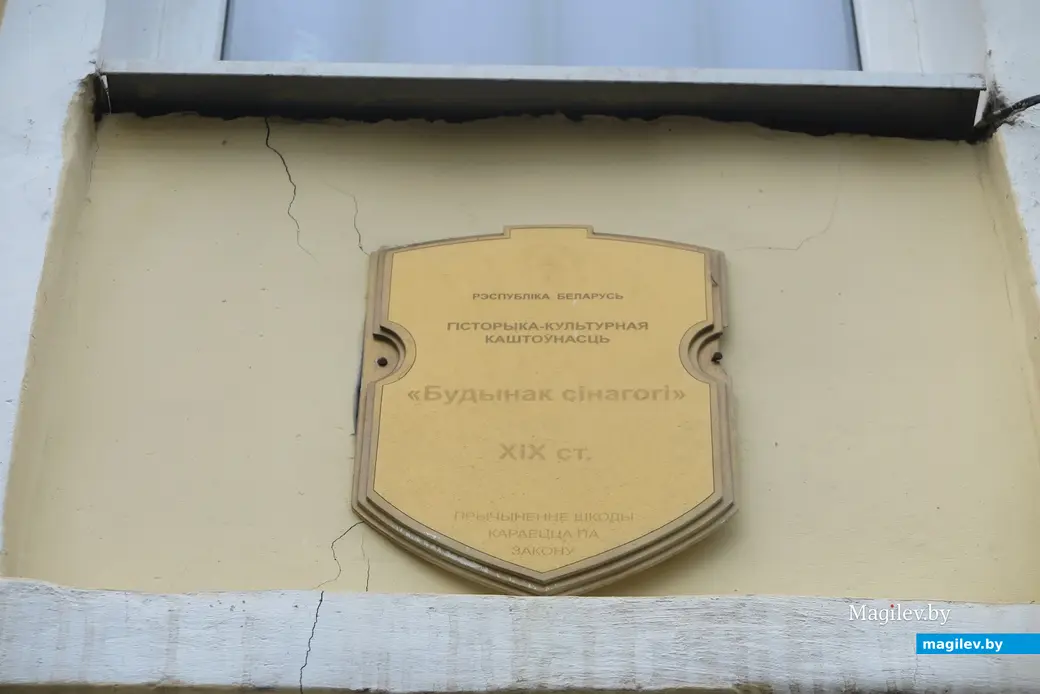 РЭСПУБЛІКА БЕЛАРУСЬ
ГІСТОРЫКА-КУЛЬТУРНАЯ
КАШТОЎНАСЦЬ
«Будынак сінагогі»
XIX ст.
ПРЫЧЫНЕННЕ ШКОДЫ
КАРАЕЦЦА ПА
ЗАКОНУ
Magilev.by
magilev.by